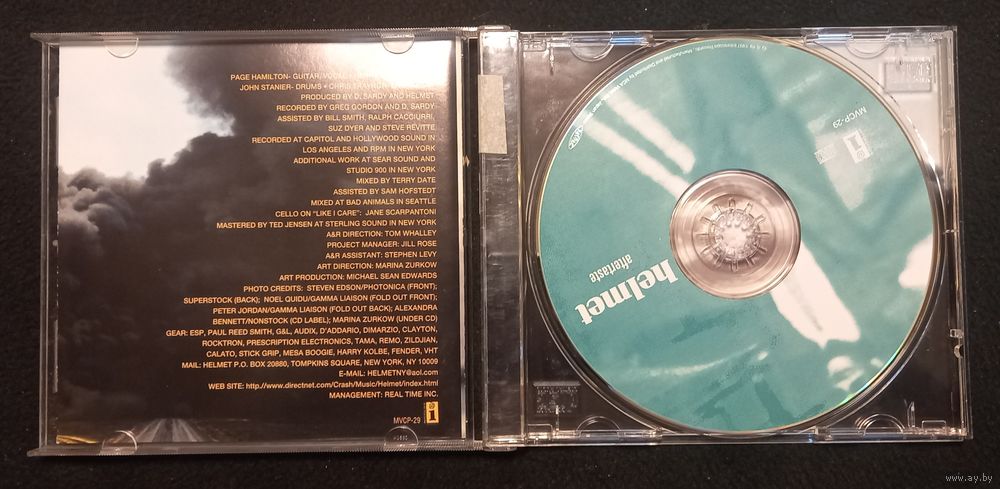 PAGE HAMILTON- GUITAR/VOCALS
JOHN STANIER- DRUMS • CHRIS TRAYNOR-
PRODUCED BY D. SARDY AND HELMET
RECORDED BY GREG GORDON AND D. SARDY
ASSISTED BY BILL SMITH, RALPH CACCIURRI,
SUZ DYER AND STEVE REVITTE
RECORDED AT CAPITOL AND HOLLYWOOD SOUND IN
LOS ANGELES AND RPM IN NEW YORK
ADDITIONAL WORK AT SEAR SOUND AND
STUDIO 900 IN NEW YORK
MIXED BY TERRY DATE
ASSISTED BY SAM HOFSTEDT
MIXED AT BAD ANIMALS IN SEATTLE
CELLO ON "LIKE I CARE": JANE SCARPANTONI
MASTERED BY TED JENSEN AT STERLING SOUND IN NEW YORK
A&R DIRECTION: TOM WHALLEY
PROJECT MANAGER: JILL ROSE
A&R ASSISTANT: STEPHEN LEVY
ART DIRECTION: MARINA ZURKOW
ART PRODUCTION: MICHAEL SEAN EDWARDS
PHOTO CREDITS: STEVEN EDSON/PHOTONICA (FRONT);
SUPERSTOCK (BACK); NOEL QUIDU/GAMMA LIAISON (FOLD OUT FRONT);
PETER JORDAN/GAMMA LIAISON (FOLD OUT BACK); ALEXANDRA
BENNETT/NONSTOCK (CD LABEL); MARINA ZURKOW (UNDER CD)
GEAR: ESP, PAUL REED SMITH, G&L, AUDIX, D'ADDARIO, DIMARZIO, CLAYTON,
ROCKTRON, PRESCRIPTION ELECTRONICS, TAMA, REMO, ZILDJIAN,
CALATO, STICK GRIP, MESA BOOGIE, HARRY KOLBE, FENDER, VHT
MAIL: HELMET P.O. BOX 20880, TOMPKINS SQUARE, NEW YORK, NY 10009
E-MAIL: HELMETNY@aol.com
WEB SITE: http://www.directnet.com/Crash/Music/Helmet/index.html
MANAGEMENT: REAL TIME INC.
MVCP-29
helmet
aftertaste
MVCP-29
www.ay.by